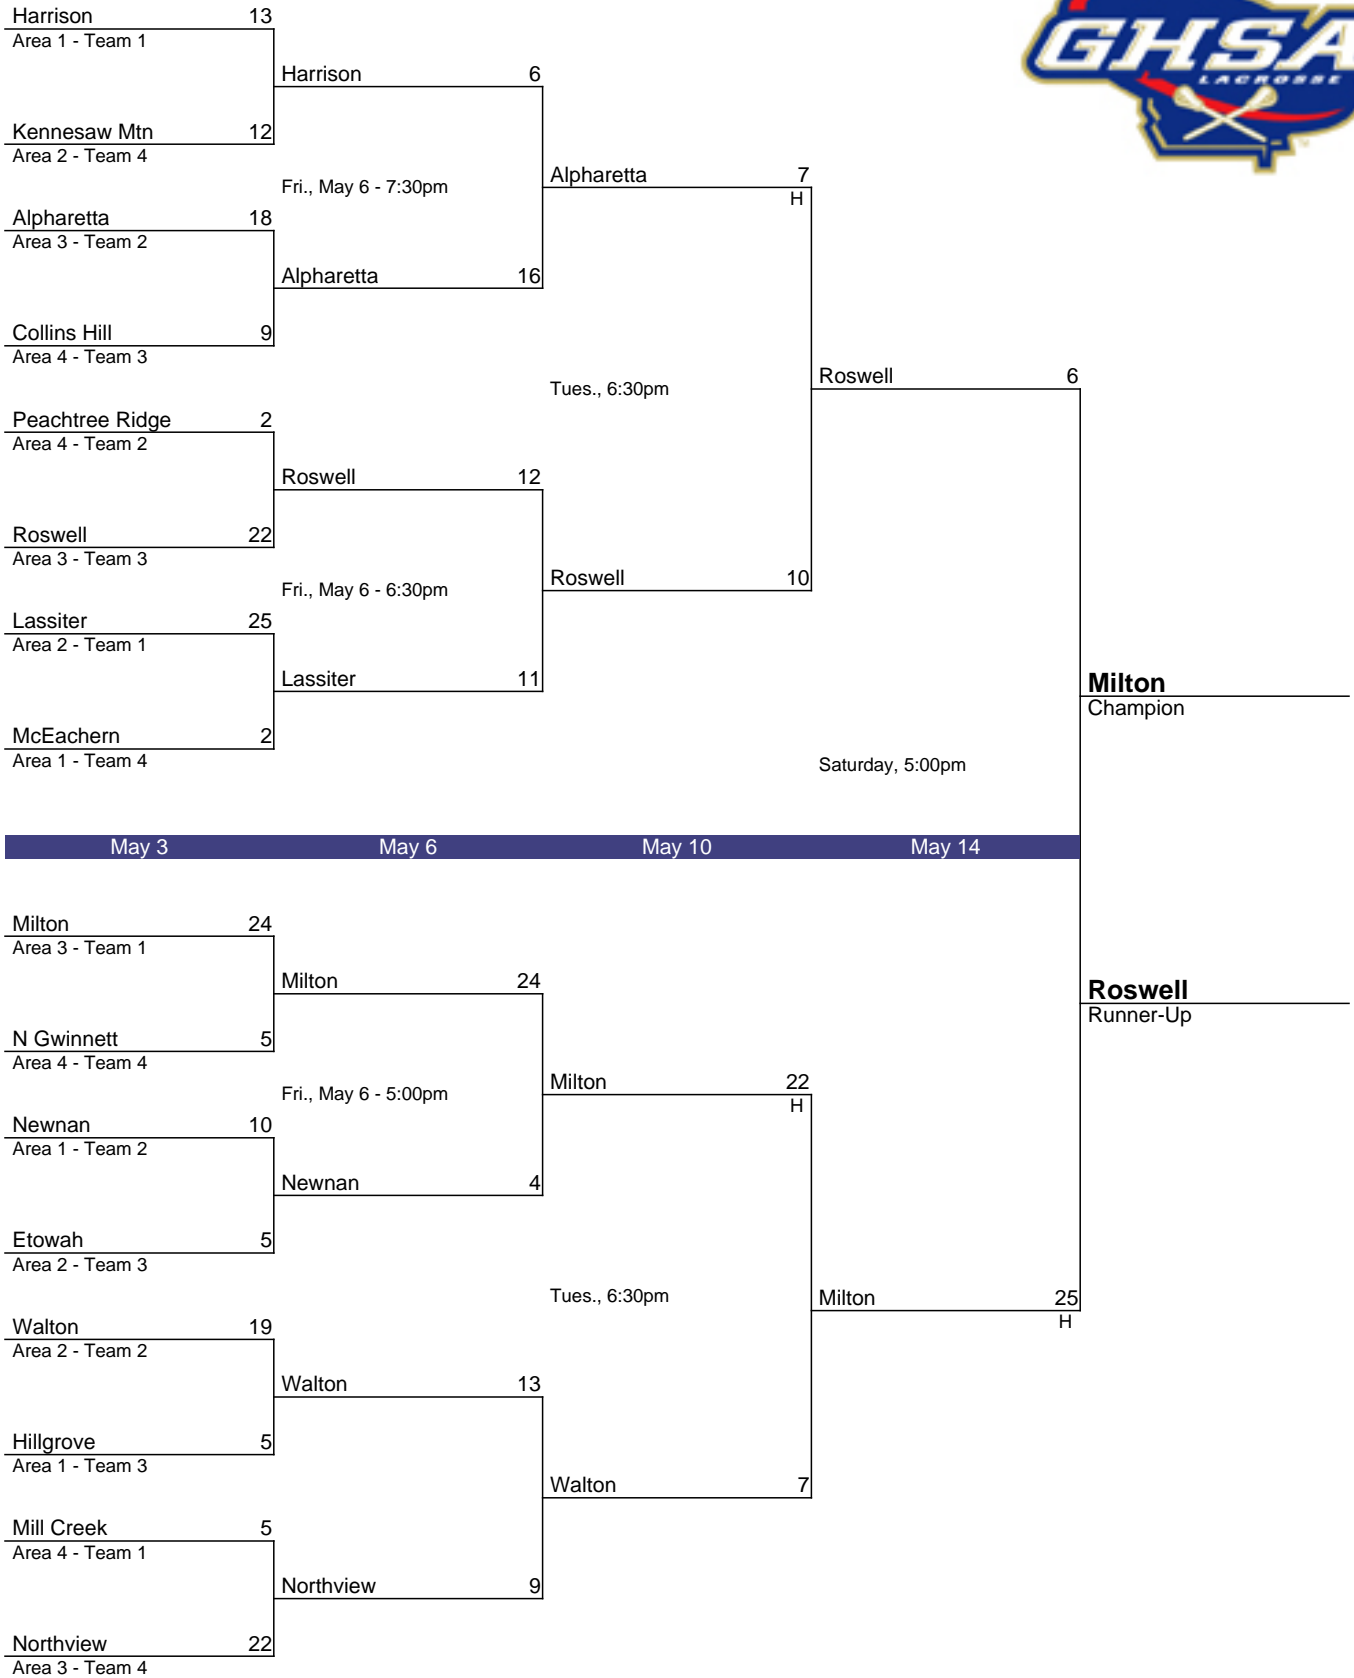 GHSA
LACROSSE
TM
Harrison 13
Area 1 - Team 1
Harrison 6
Kennesaw Mtn 12
Area 2 - Team 4
Fri., May 6 - 7:30pm
Alpharetta 7
H
Alpharetta 18
Area 3 - Team 2
Alpharetta 16
Collins Hill 9
Area 4 - Team 3
Tues., 6:30pm
Roswell 6
Peachtree Ridge 2
Area 4 - Team 2
Roswell 12
Roswell 22
Area 3 - Team 3
Fri., May 6 - 6:30pm
Roswell 10
Lassiter 25
Area 2 - Team 1
Lassiter 11
Milton
Champion
McEachern 2
Area 1 - Team 4
Saturday, 5:00pm
May 3 May 6 May 10 May 14
Milton 24
Area 3 - Team 1
Milton 24
Roswell
Runner-Up
N Gwinnett 5
Area 4 - Team 4
Fri., May 6 - 5:00pm
Milton 22
H
Newnan 10
Area 1 - Team 2
Newnan 4
Etowah 5
Area 2 - Team 3
Tues., 6:30pm
Milton 25
H
Walton 19
Area 2 - Team 2
Walton 13
Hillgrove 5
Area 1 - Team 3
Walton 7
Mill Creek 5
Area 4 - Team 1
Northview 9
Northview 22
Area 3 - Team 4